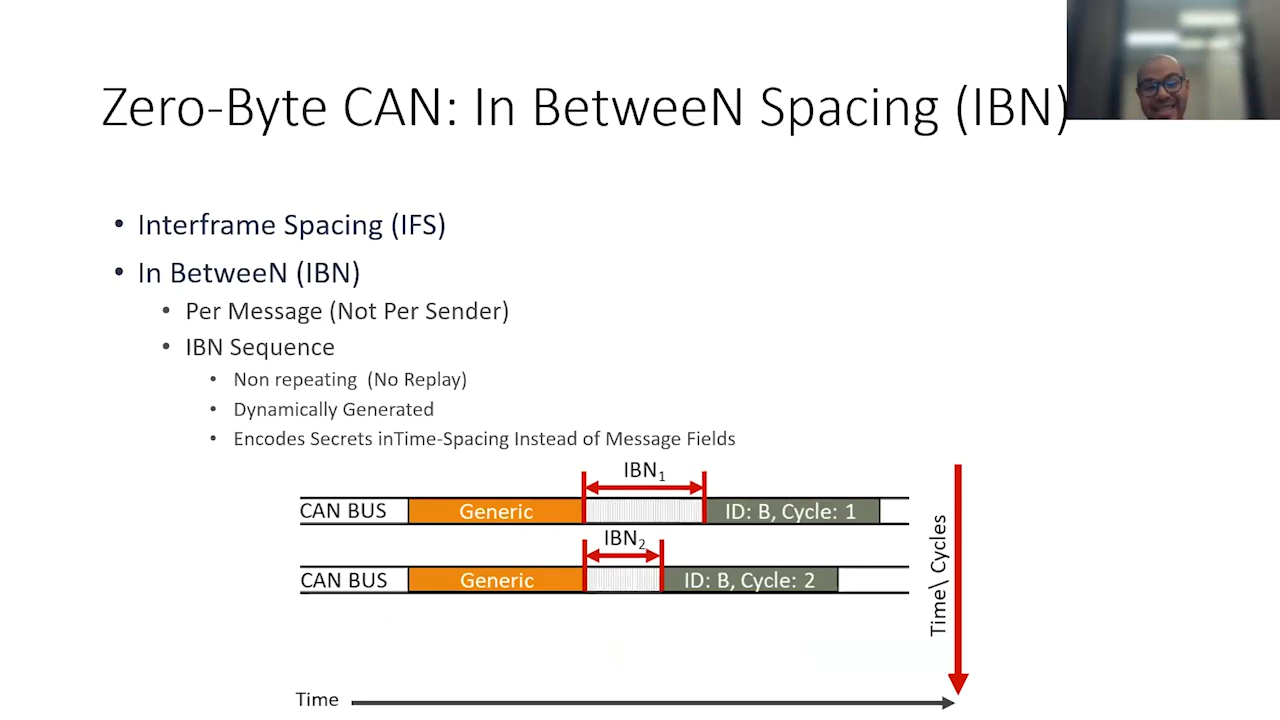 Zero-Byte CAN: In BetweeN Spacing (IBN)
• Interframe Spacing (IFS)
• In BetweeN (IBN)
• Per Message (Not Per Sender)
• IBN Sequence
• Non repeating (No Replay)
• Dynamically Generated
• Encodes Secrets inTime-Spacing Instead of Message Fields
IBN1
CAN BUS Generic ID: B, Cycle: 1
IBN2
CAN BUS Generic ID: B, Cycle: 2
Time\ Cycles
Time